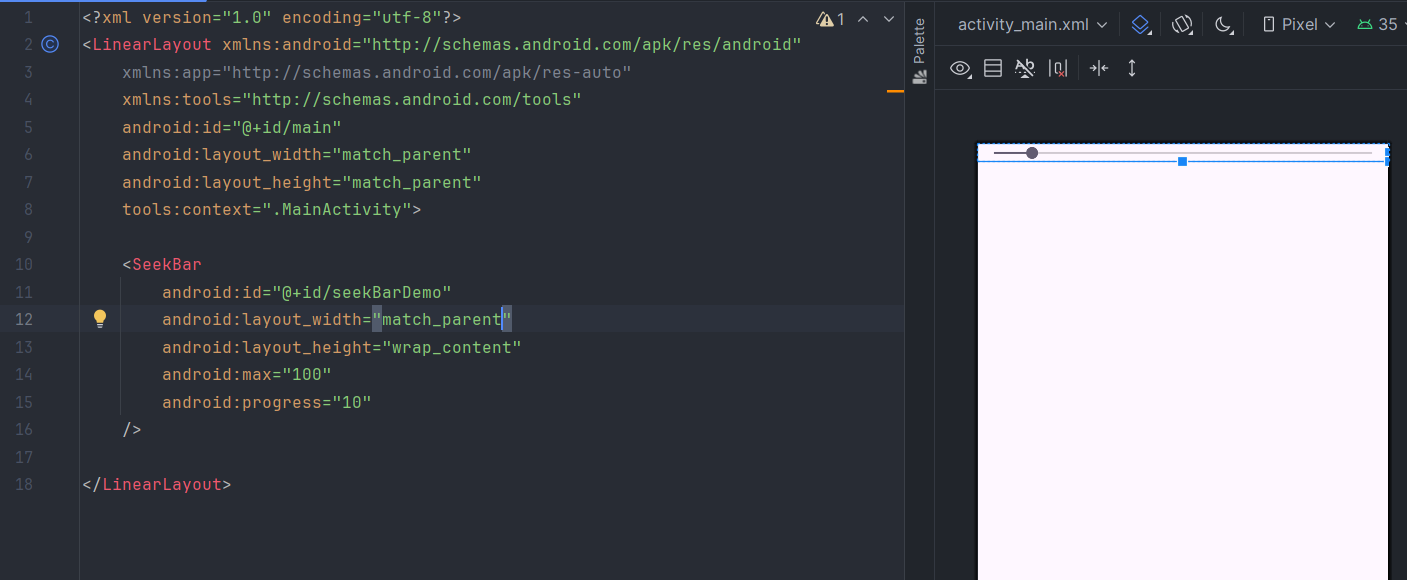 1 <?xml version="1.0" encoding="utf-8"?>
2 <LinearLayout xmlns:android="http://schemas.android.com/apk/res/android"
3 xmlns:app="http://schemas.android.com/apk/res-auto"
4 xmlns:tools="http://schemas.android.com/tools"
5 android:id="@+id/main"
6 android:layout_width="match_parent"
7 android:layout_height="match_parent"
8 tools:context=".MainActivity">
9
10 <SeekBar
11 android:id="@+id/seekBarDemo"
12 android:layout_width="match_parent"
13 android:layout_height="wrap_content"
14 android:max="100"
15 android:progress="10"
16 />
17
18 </LinearLayout>
1
Palette
activity_main.xml Pixel 35